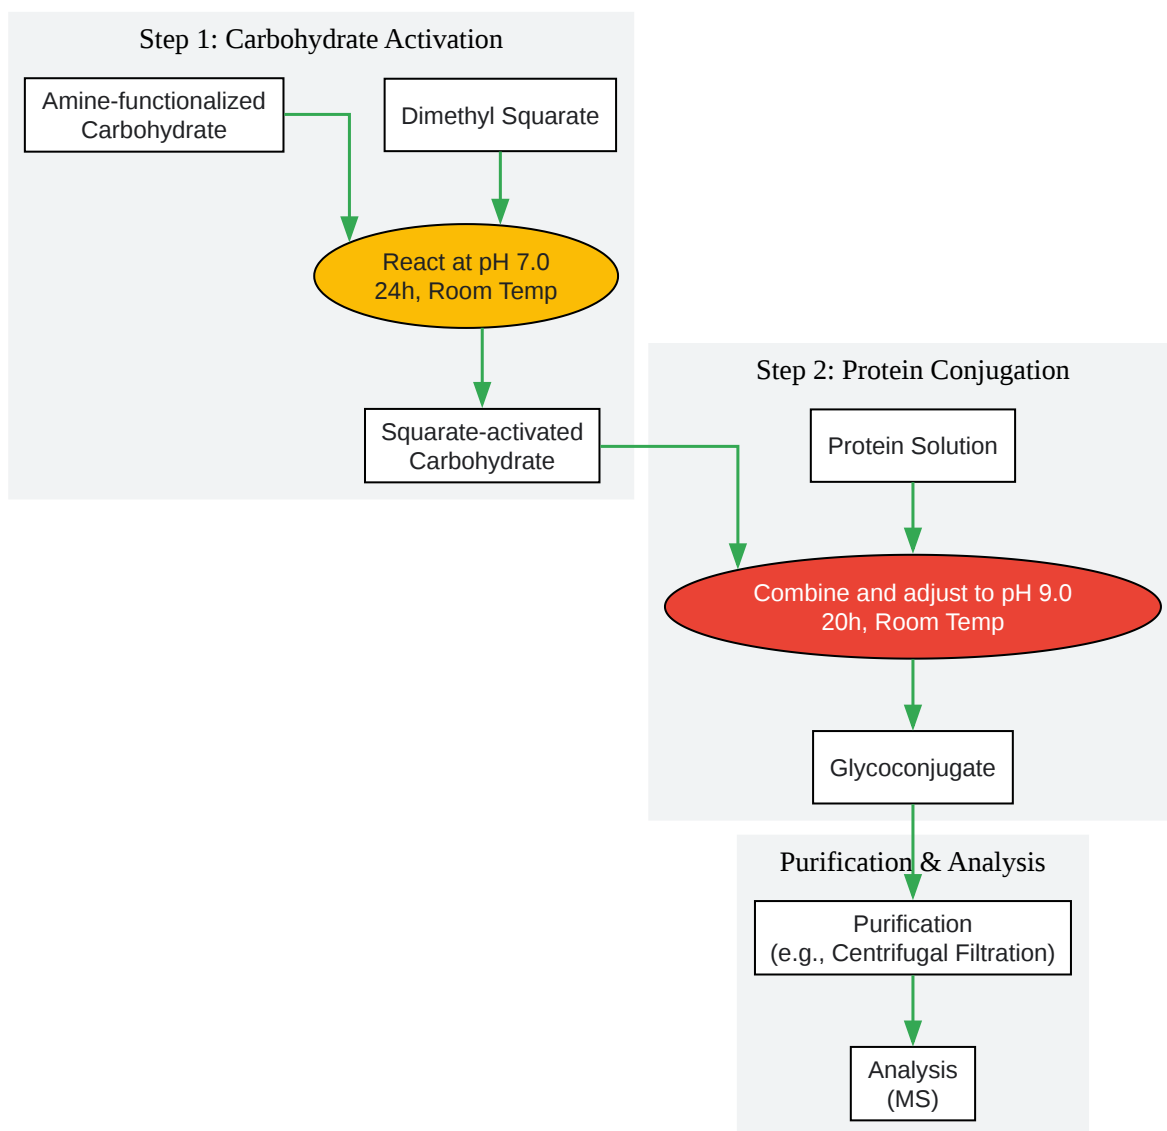 Step 1: Carbohydrate Activation
Amine-functionalized
Carbohydrate
Dimethyl Squarate
React at pH 7.0
24h, Room Temp
Squarate-activated
Carbohydrate
Step 2: Protein Conjugation
Protein Solution
Combine and adjust to pH 9.0
20h, Room Temp
Glycoconjugate
Purification & Analysis
Purification
(e.g., Centrifugal Filtration)
Analysis
(MS)